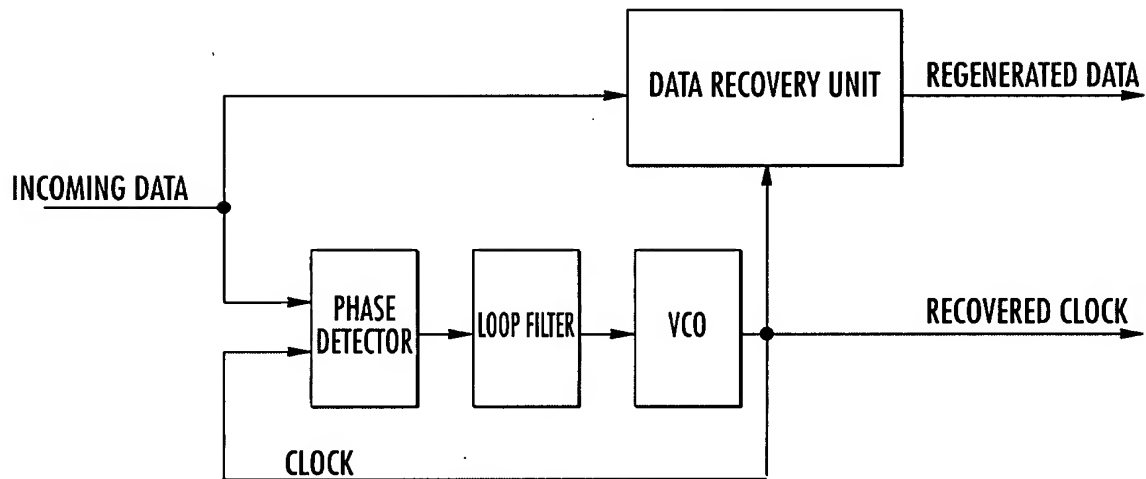 DATA RECOVERY UNIT
REGENERATED DATA
INCOMING DATA
PHASE
DETECTOR
LOOP FILTER
VCO
RECOVERED CLOCK
CLOCK